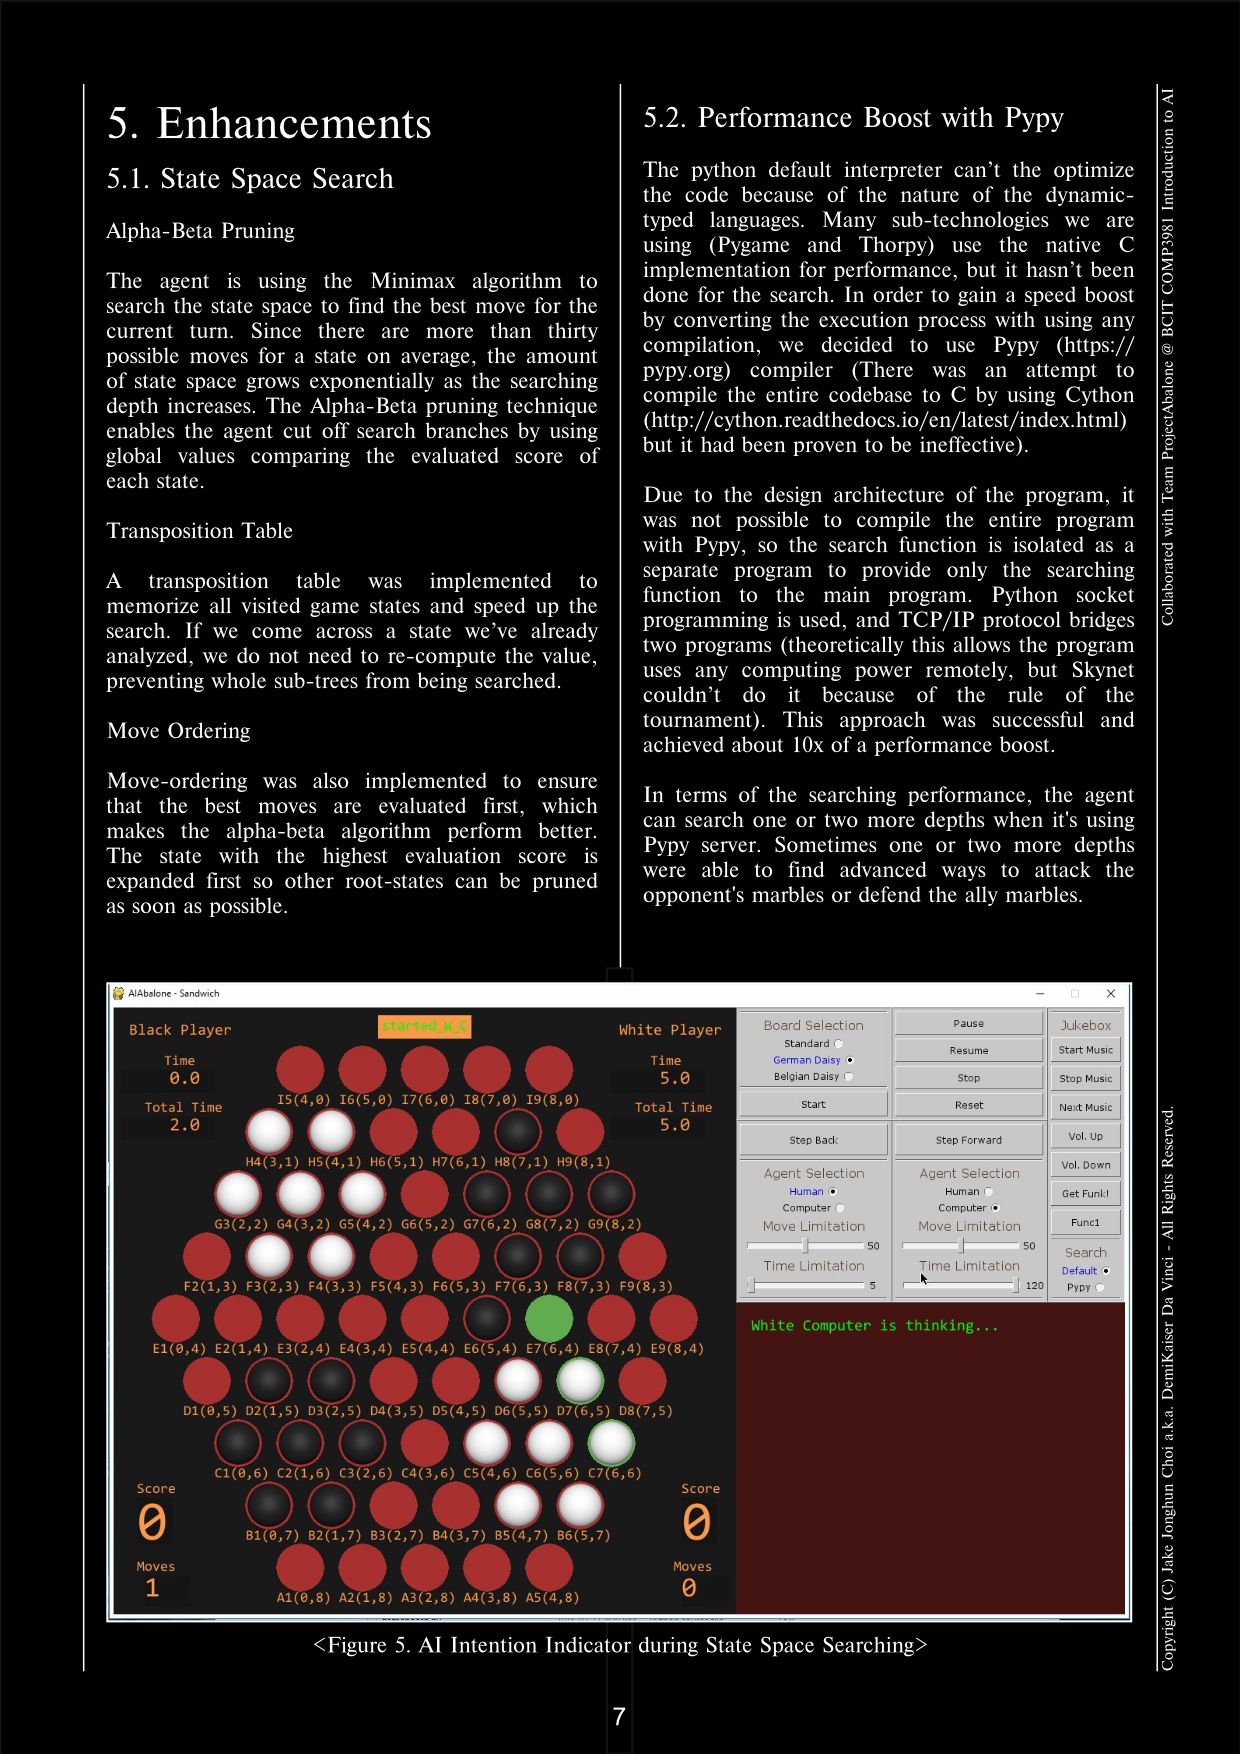 5. Enhancements
5.1. State Space Search
Alpha-Beta Pruning
The agent is using the Minimax algorithm to
search the state space to find the best move for the
current turn. Since there are more than thirty
possible moves for a state on average, the amount
of state space grows exponentially as the searching
depth increases. The Alpha-Beta pruning technique
enables the agent cut off search branches by using
global values comparing the evaluated score of
each state.
Transposition Table
A transposition table was implemented to
memorize all visited game states and speed up the
search. If we come across a state we’ve already
analyzed, we do not need to re-compute the value,
preventing whole sub-trees from being searched.
Move Ordering
Move-ordering was also implemented to ensure
that the best moves are evaluated first, which
makes the alpha-beta algorithm perform better.
The state with the highest evaluation score is
expanded first so other root-states can be pruned
as soon as possible.
5.2. Performance Boost with Pypy
The python default interpreter can’t the optimize
the code because of the nature of the dynamic-
typed languages. Many sub-technologies we are
using (Pygame and Thorpy) use the native C
implementation for performance, but it hasn’t been
done for the search. In order to gain a speed boost
by converting the execution process with using any
compilation, we decided to use Pypy (https://
pypy.org) compiler (There was an attempt to
compile the entire codebase to C by using Cython
(http://cython.readthedocs.io/en/latest/index.html)
but it had been proven to be ineffective).
Due to the design architecture of the program, it
was not possible to compile the entire program
with Pypy, so the search function is isolated as a
separate program to provide only the searching
function to the main program. Python socket
programming is used, and TCP/IP protocol bridges
two programs (theoretically this allows the program
uses any computing power remotely, but Skynet
couldn’t do it because of the rule of the
tournament). This approach was successful and
achieved about 10x of a performance boost.
In terms of the searching performance, the agent
can search one or two more depths when it's using
Pypy server. Sometimes one or two more depths
were able to find advanced ways to attack the
opponent's marbles or defend the ally marbles.
AIAbalone - Sandwich
Black Player
started_W_C
White Player
Time
0.0
Total Time
2.0
Time
5.0
Total Time
5.0
I5(4,0) I6(5,0) I7(6,0) I8(7,0) I9(8,0)
H4(3,1) H5(4,1) H6(5,1) H7(6,1) H8(7,1) H9(8,1)
G3(2,2) G4(3,2) G5(4,2) G6(5,2) G7(6,2) G8(7,2) G9(8,2)
F2(1,3) F3(2,3) F4(3,3) F5(4,3) F6(5,3) F7(6,3) F8(7,3) F9(8,3)
E1(0,4) E2(1,4) E3(2,4) E4(3,4) E5(4,4) E6(5,4) E7(6,4) E8(7,4) E9(8,4)
D1(0,5) D2(1,5) D3(2,5) D4(3,5) D5(4,5) D6(5,5) D7(6,5) D8(7,5)
C1(0,6) C2(1,6) C3(2,6) C4(3,6) C5(4,6) C6(5,6) C7(6,6)
B1(0,7) B2(1,7) B3(2,7) B4(3,7) B5(4,7) B6(5,7)
A1(0,8) A2(1,8) A3(2,8) A4(3,8) A5(4,8)
Score
0
Moves
1
Score
0
Moves
0
Board Selection
Standard
German Daisy
Belgian Daisy
Start
Pause
Resume
Stop
Reset
Step Back
Step Forward
Agent Selection
Human
Computer
Move Limitation
50
Time Limitation
5
Agent Selection
Human
Computer
Move Limitation
50
Time Limitation
120
Jukebox
Start Music
Stop Music
Next Music
Vol. Up
Vol. Down
Get Funk!
Func1
Search
Default
Pypy
White Computer is thinking...
<Figure 5. AI Intention Indicator during State Space Searching>
7
Collaborated with Team ProjectAbalone @ BCIT COMP3981 Introduction to AI
Copyright (C) Jake Jonghun Choi a.k.a. DemiKaiser Da Vinci - All Rights Reserved.